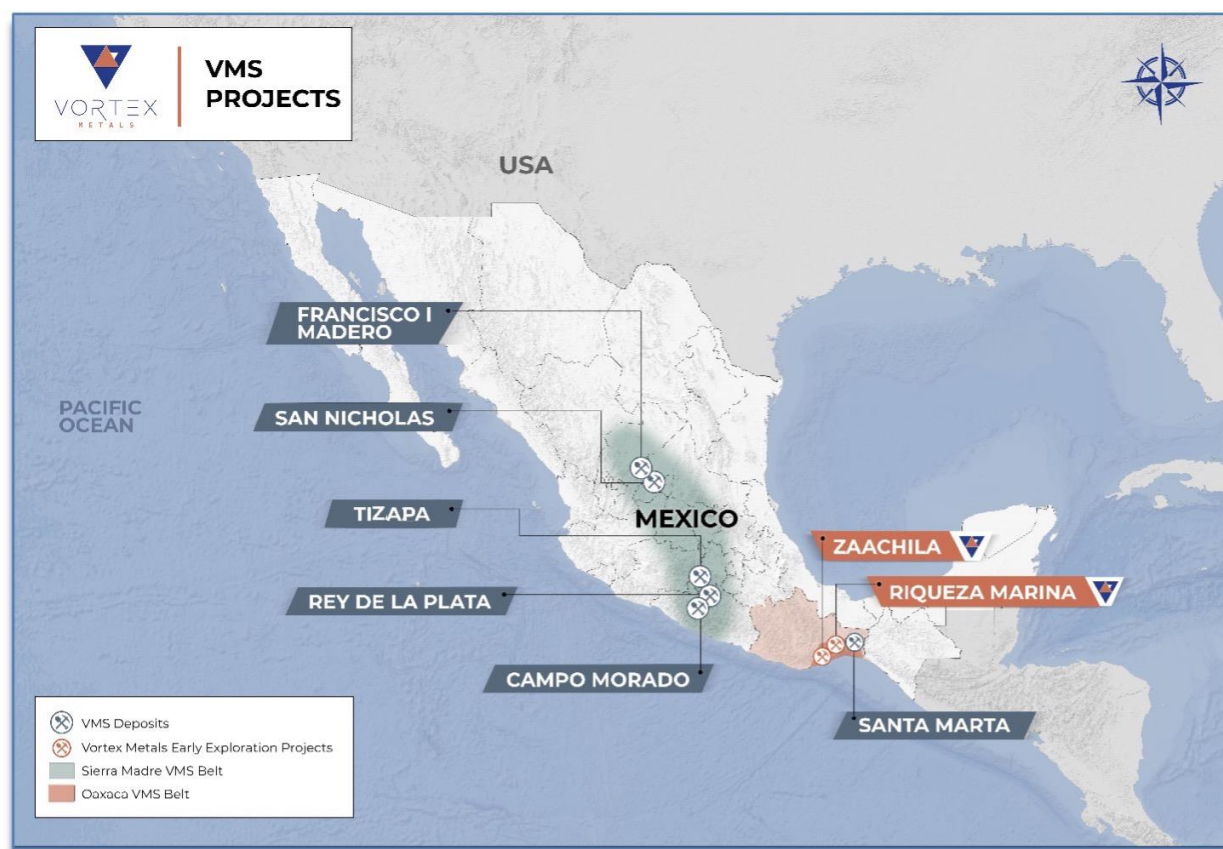 VORTEX
METALS
VMS
PROJECTS
USA
FRANCISCO I
MADERO
PACIFIC
OCEAN
SAN NICHOLAS
TIZAPA
MEXICO
ZAACHILA
RIQUEZA MARINA
REY DE LA PLATA
CAMPO MORADO
SANTA MARTA
VMS Deposits
Vortex Metals Early Exploration Projects
Sierra Madre VMS Belt
Oaxaca VMS Belt